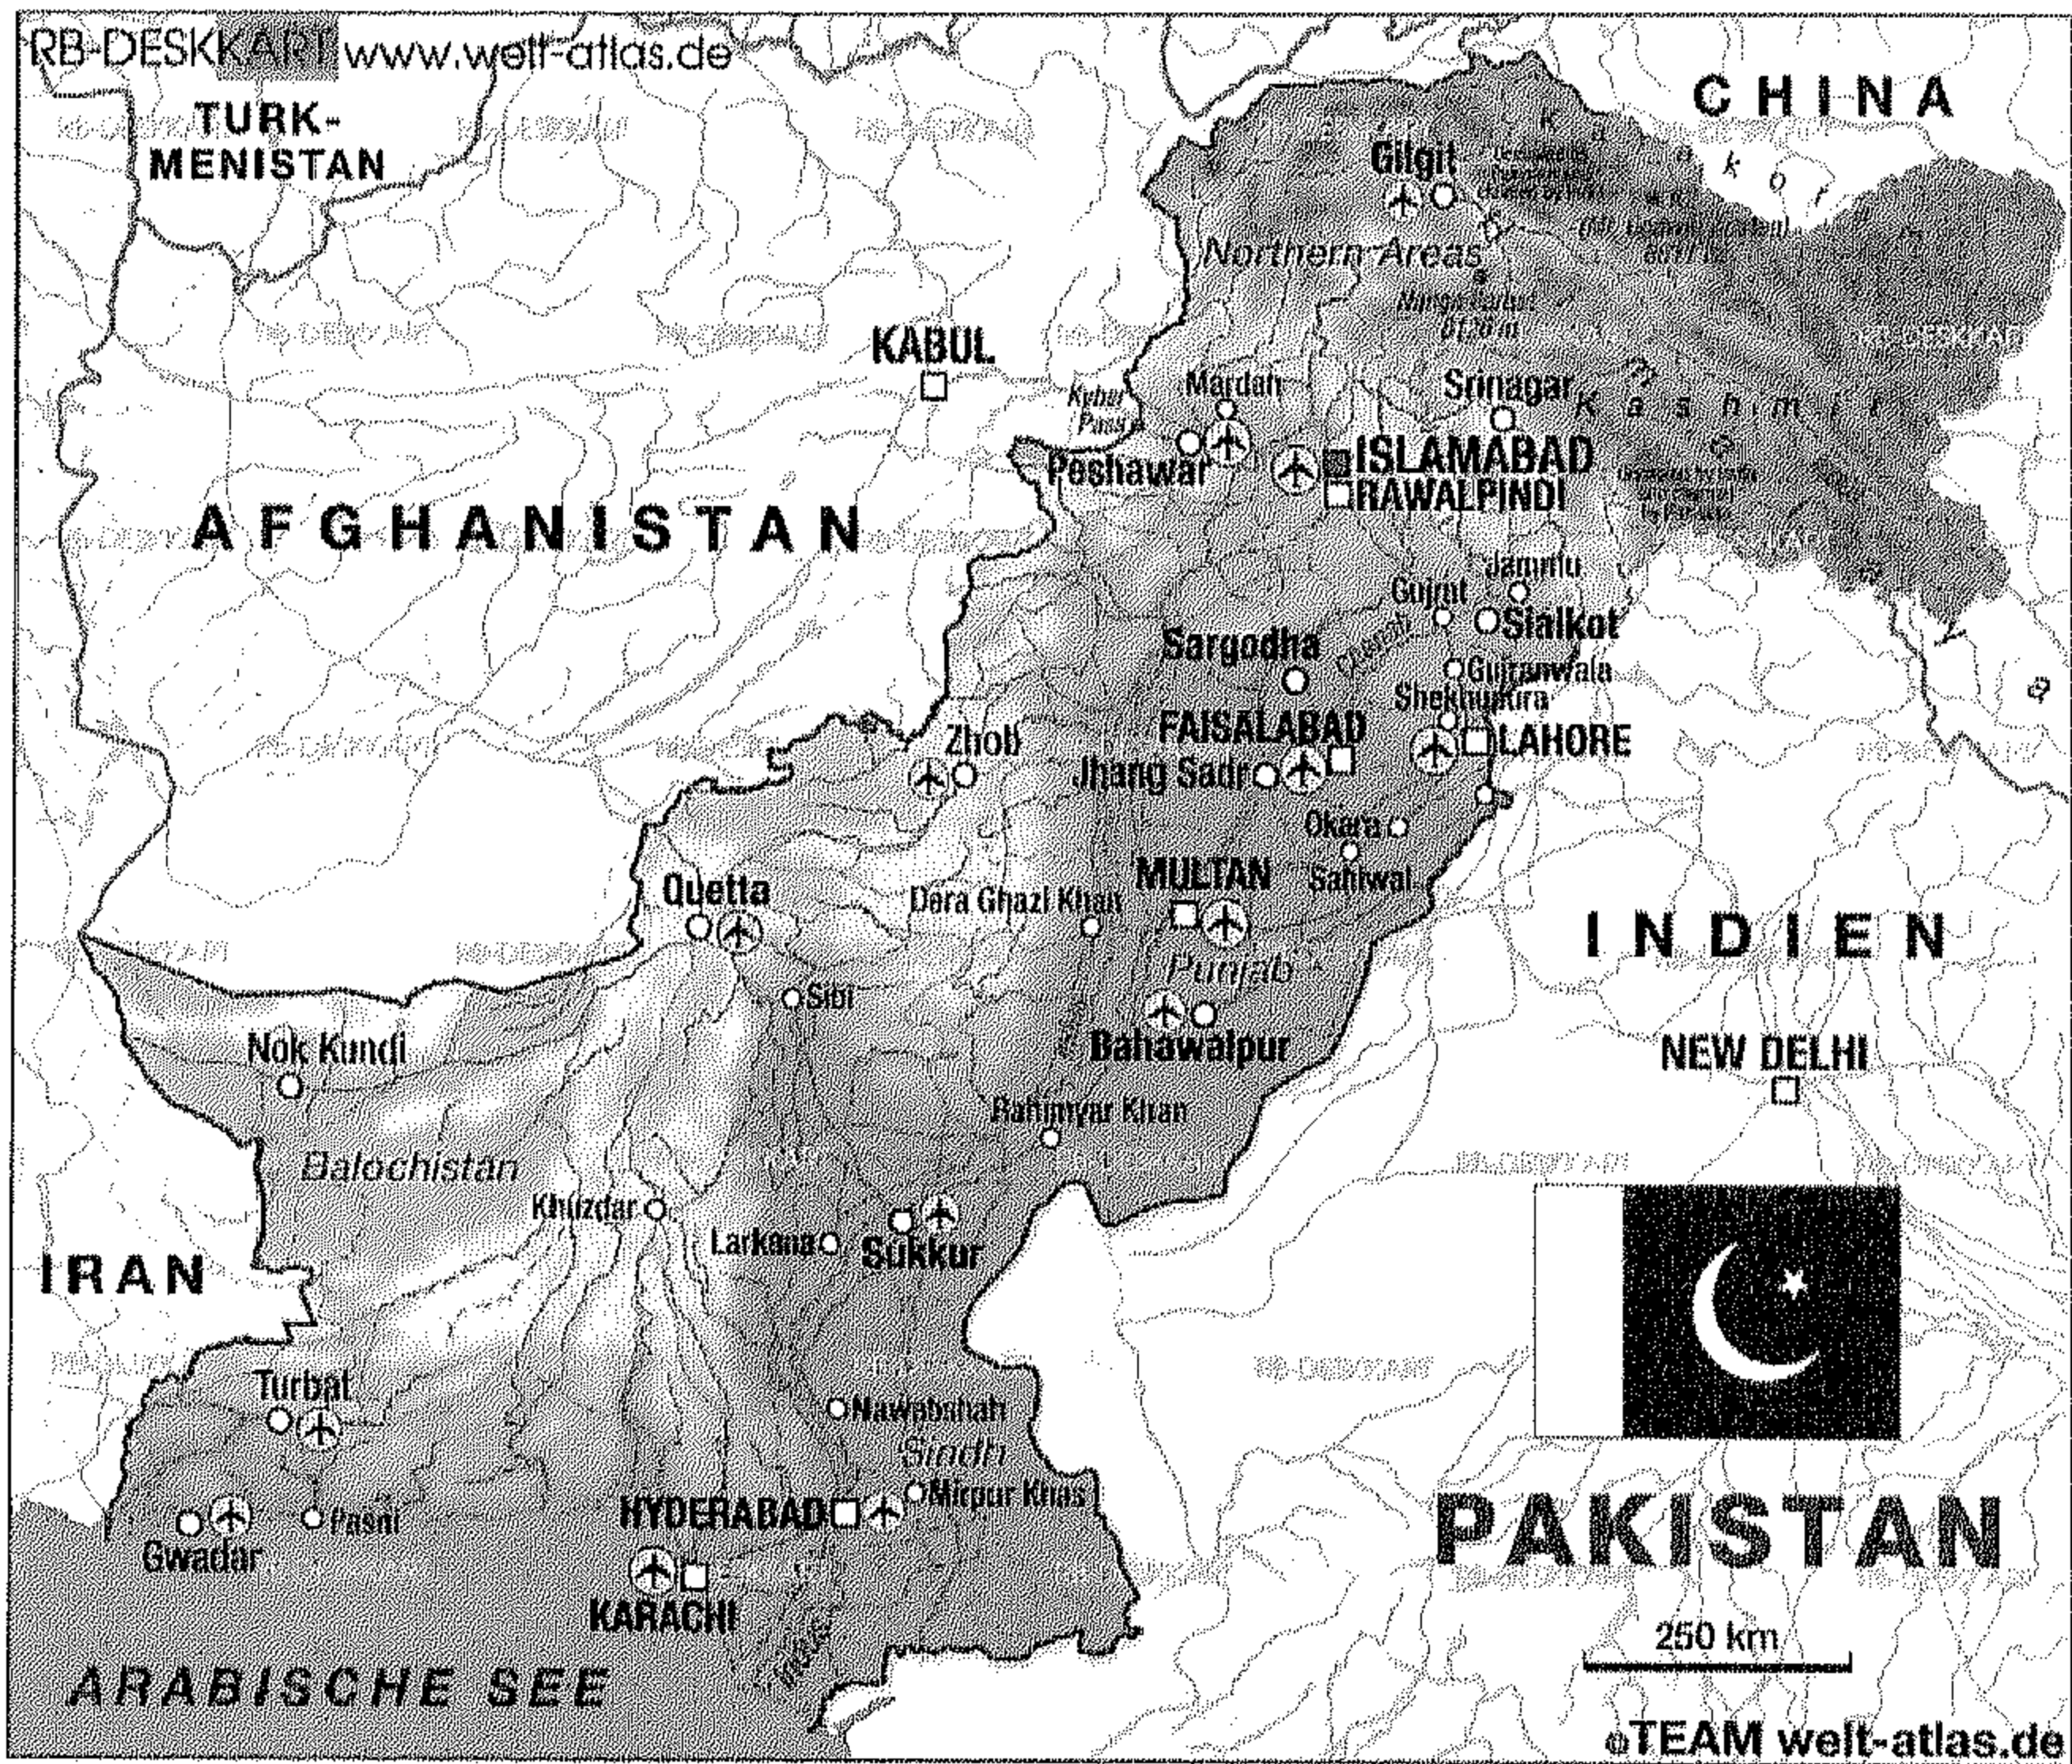 RB-DESKKART www.welt-atlas.de
TURK-
MENISTAN
CHINA
Gilgit
Northern Areas
KABUL
Mardan
Srinagar
Kashmir
Peshawar
ISLAMABAD
RAWALPINDI
AFGHANISTAN
Jammu
Gujrat
Sialkot
Sargodha
Gujranwala
Shekhupura
Zhob
FAISALABAD
LAHORE
Jhang Sadr
Okara
MULTAN
Sahiwal
Quetta
Dera Ghazi Khan
INDIEN
Punjab
Sibi
Nok Kundi
Bahawalpur
NEW DELHI
Rahimyar Khan
Balochistan
Khuzdar
Larkana
Sukkur
IRAN
Turbat
Nawabshah
Sindh
Mirpur Khas
HYDERABAD
Pasni
Gwadar
PAKISTAN
KARACHI
250 km
ARABISCHE SEE
©TEAM welt-atlas.de